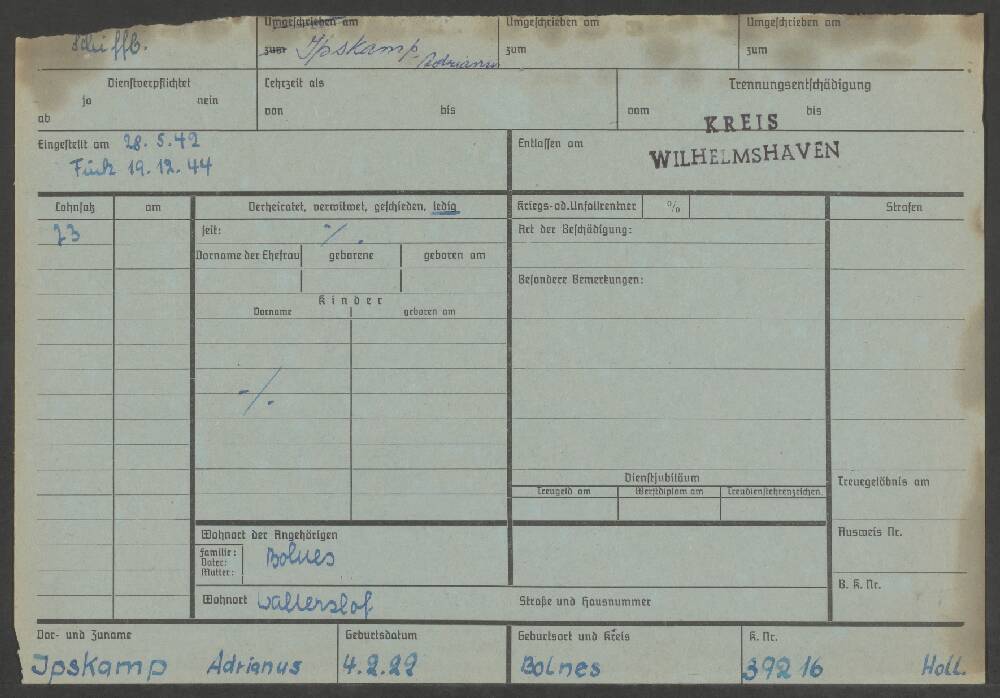 Umgeschrieben am Umgeschrieben am Umgeschrieben am
Schiffb. zum Ipskamp, Adrianus zum zum
Dienstverpflichtet Lehrzeit als Trennungsentschädigung
ja nein
ab von bis vom bis
KREIS
WILHELMSHAVEN
Eingestellt am 28.5.42 Entlassen am
19.12.44
Lohnsatz am Verheiratet, verwitwet, geschieden, ledig Kriegs-od.Unfallrentner % Strafen
73 seit: -/. Art der Beschädigung:
Vorname der Ehefrau geborene geboren am
Besondere Bemerkungen:
Kinder
Vorname geboren am
-/.
Dienstjubiläum
Treugeld am Werftdiplom am Treudienstehrenzeichen Treuegelöbnis am
Wohnort der Angehörigen Ausweis Nr.
Familie:
Vater: Bolnes
Mutter:
B. K. Nr.
Wohnort Straße und Hausnummer
Vor- und Zuname Geburtsdatum Geburtsort und Kreis K. Nr.
Ipskamp Adrianus 4.2.22 Bolnes 39216 Holl.